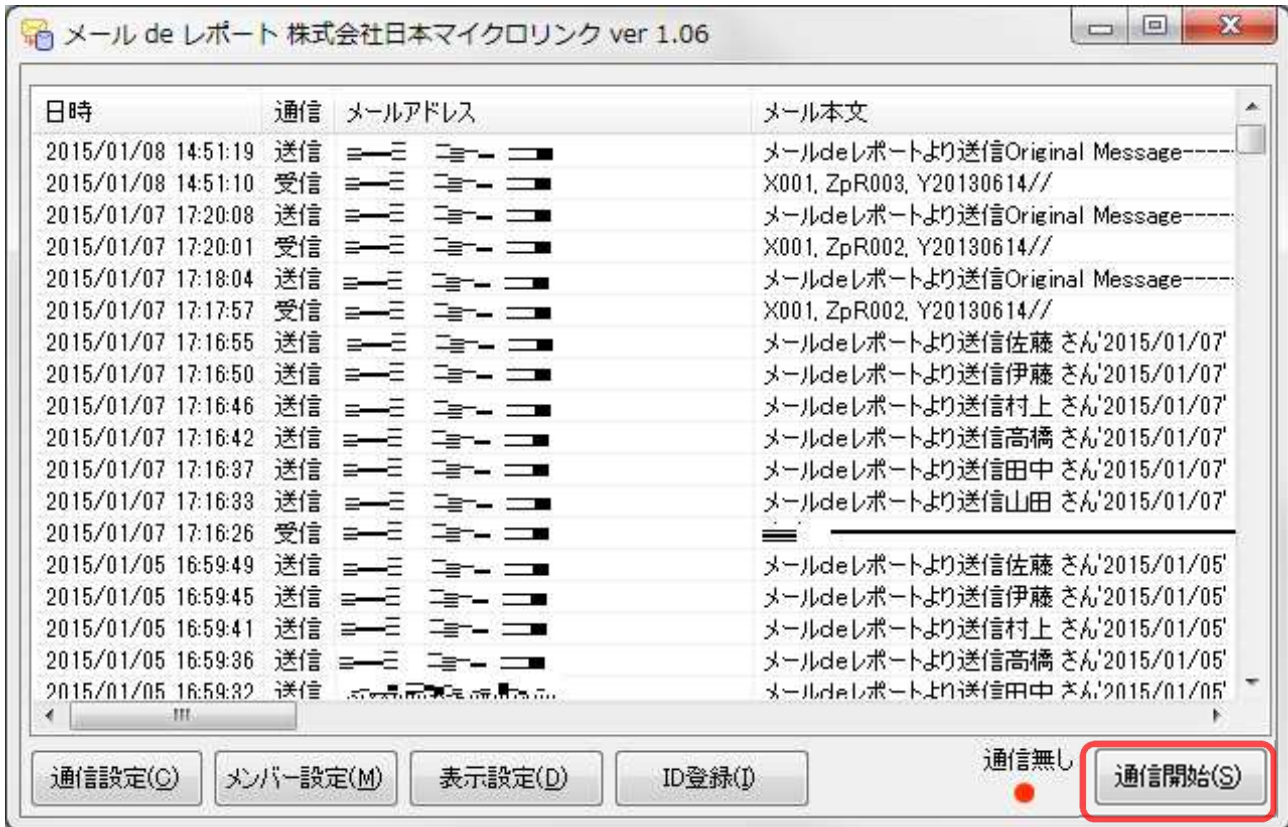 メール de レポート 株式会社日本マイクロリンク ver 1.06
日時 通信 メールアドレス メール本文
2015/01/08 14:51:19 送信 メールdeレポートより送信Original Message-----
2015/01/08 14:51:10 受信 X001, ZpR003, Y20130614//
2015/01/07 17:20:08 送信 メールdeレポートより送信Original Message-----
2015/01/07 17:20:01 受信 X001, ZpR002, Y20130614//
2015/01/07 17:18:04 送信 メールdeレポートより送信Original Message-----
2015/01/07 17:17:57 受信 X001, ZpR002, Y20130614//
2015/01/07 17:16:55 送信 メールdeレポートより送信佐藤 さん'2015/01/07'
2015/01/07 17:16:50 送信 メールdeレポートより送信伊藤 さん'2015/01/07'
2015/01/07 17:16:46 送信 メールdeレポートより送信村上 さん'2015/01/07'
2015/01/07 17:16:42 送信 メールdeレポートより送信高橋 さん'2015/01/07'
2015/01/07 17:16:37 送信 メールdeレポートより送信田中 さん'2015/01/07'
2015/01/07 17:16:33 送信 メールdeレポートより送信山田 さん'2015/01/07'
2015/01/07 17:16:26 受信
2015/01/05 16:59:49 送信 メールdeレポートより送信佐藤 さん'2015/01/05'
2015/01/05 16:59:45 送信 メールdeレポートより送信伊藤 さん'2015/01/05'
2015/01/05 16:59:41 送信 メールdeレポートより送信村上 さん'2015/01/05'
2015/01/05 16:59:36 送信 メールdeレポートより送信高橋 さん'2015/01/05'
2015/01/05 16:59:32 送信 メールdeレポートより送信田中 さん'2015/01/05'
通信設定(C) メンバー設定(M) 表示設定(D) ID登録(I) 通信無し 通信開始(S)